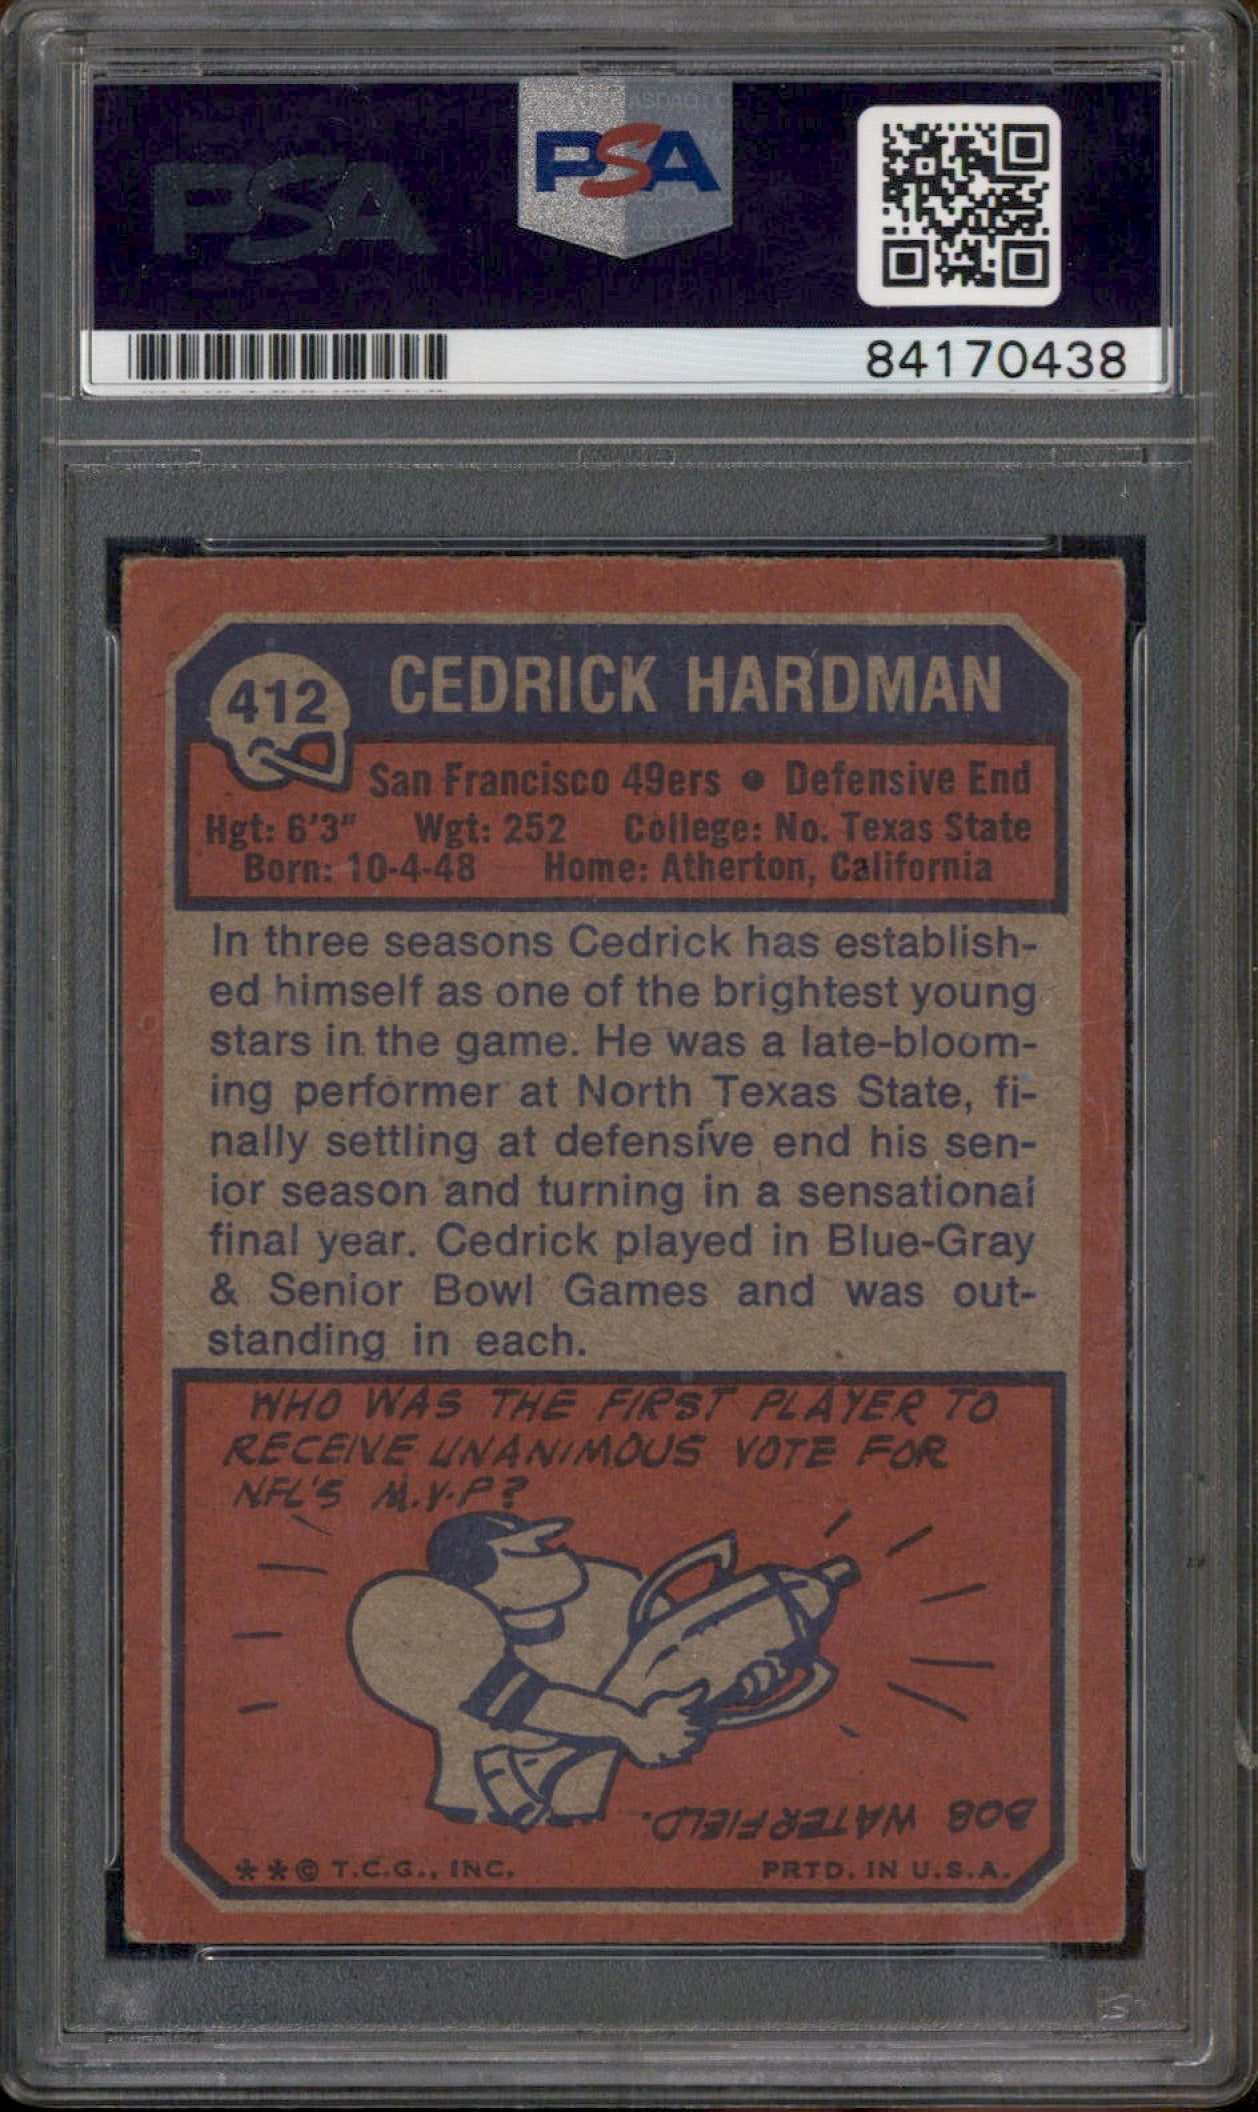 PSA
PSA
84170438
412
CEDRICK HARDMAN
San Francisco 49ers • Defensive End
Hgt: 6'3" Wgt: 252 College: No. Texas State
Born: 10-4-48 Home: Atherton, California
In three seasons Cedrick has establish-
ed himself as one of the brightest young
stars in the game. He was a late-bloom-
ing performer at North Texas State, fi-
nally settling at defensive end his sen-
ior season and turning in a sensational
final year. Cedrick played in Blue-Gray
& Senior Bowl Games and was out-
standing in each.
WHO WAS THE FIRST PLAYER TO
RECEIVE UNANIMOUS VOTE FOR
NFL'S M.V.P?
BOB WATERFIELD.
**© T.C.G., INC. PRTD. IN U.S.A.